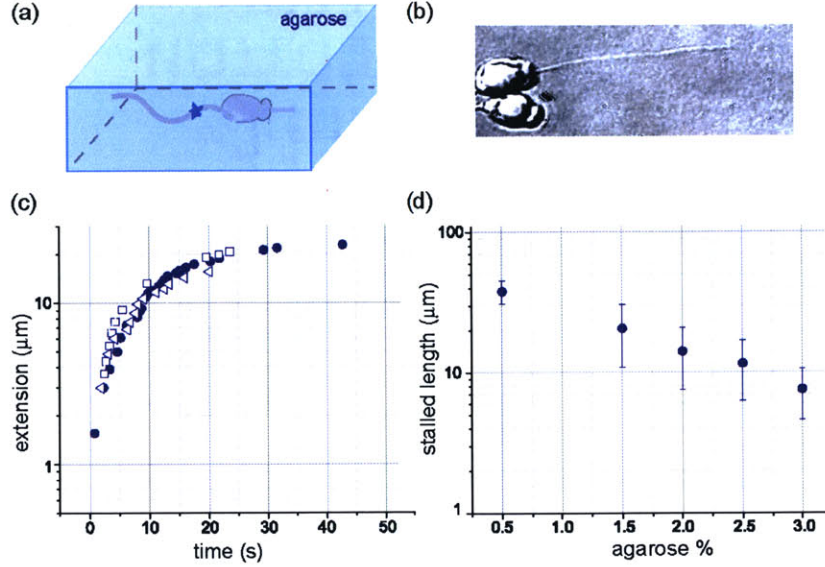 (a)
agarose
(b)
(c)
extension (μm)
10
1
0
10
20
30
40
50
time (s)
(d)
stalled length (μm)
100
10
1
0.5
1.0
1.5
2.0
2.5
3.0
agarose %